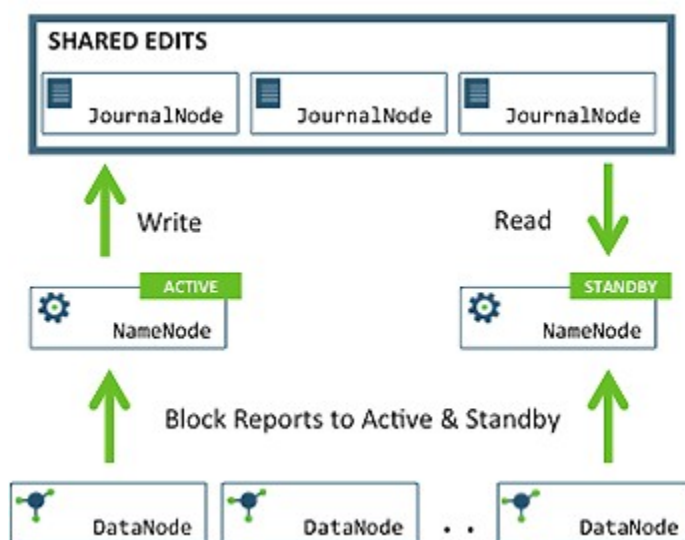 SHARED EDITS
JournalNode JournalNode JournalNode
Write Read
ACTIVE STANDBY
NameNode NameNode
Block Reports to Active & Standby
DataNode DataNode . . DataNode